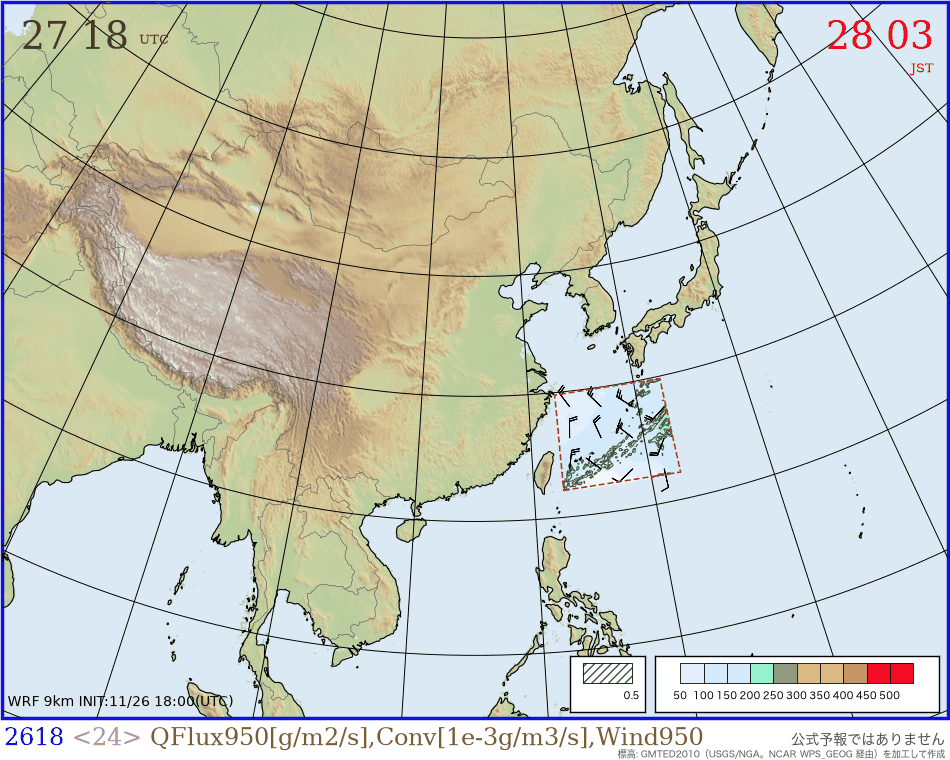 27 18 UTC
28 03
JST
WRF 9km INIT:11/26 18:00(UTC)
0.5
50 100 150 200 250 300 350 400 450 500
2618 <24> QFlux950[g/m2/s],Conv[1e-3g/m3/s],Wind950
公式予報ではありません
標高: GMTED2010（USGS/NGA。NCAR WPS_GEOG 経由）を加工して作成